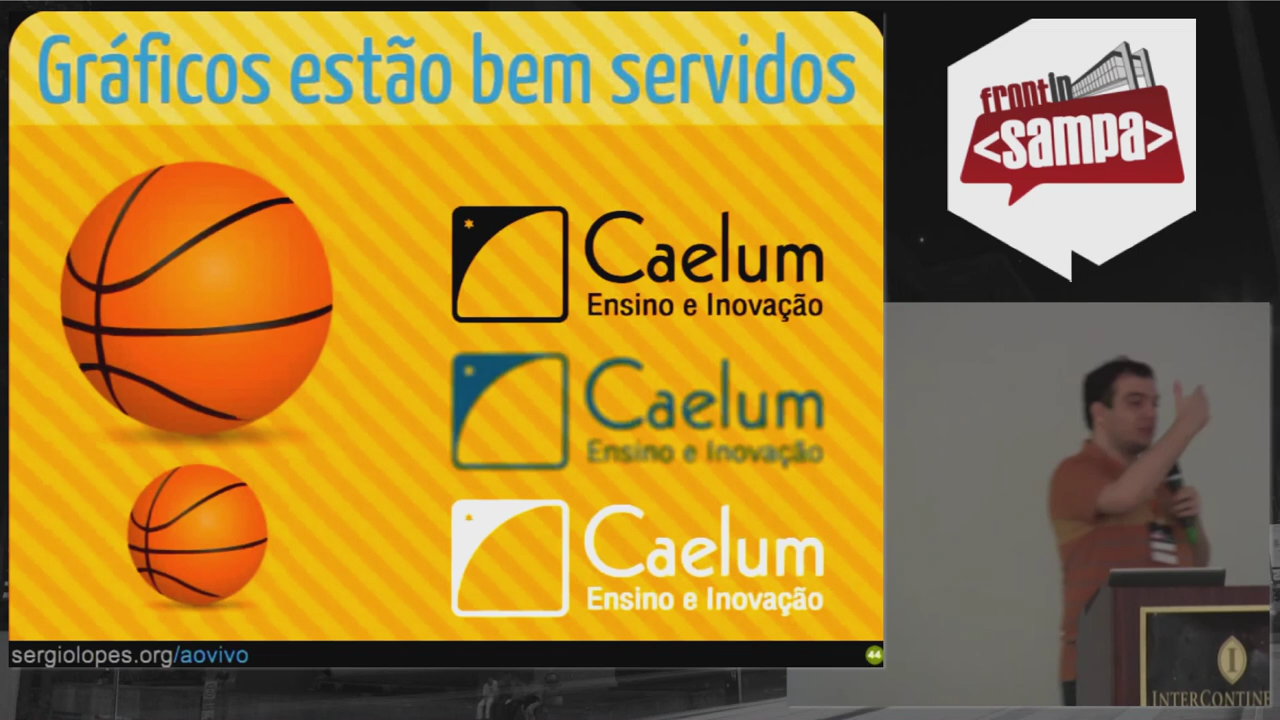 Gráficos estão bem servidos
Caelum
Ensino e Inovação
Caelum
Ensino e Inovação
Caelum
Ensino e Inovação
sergiolopes.org/aovivo
44
frontin
<sampa>
I
INTERCONTINE